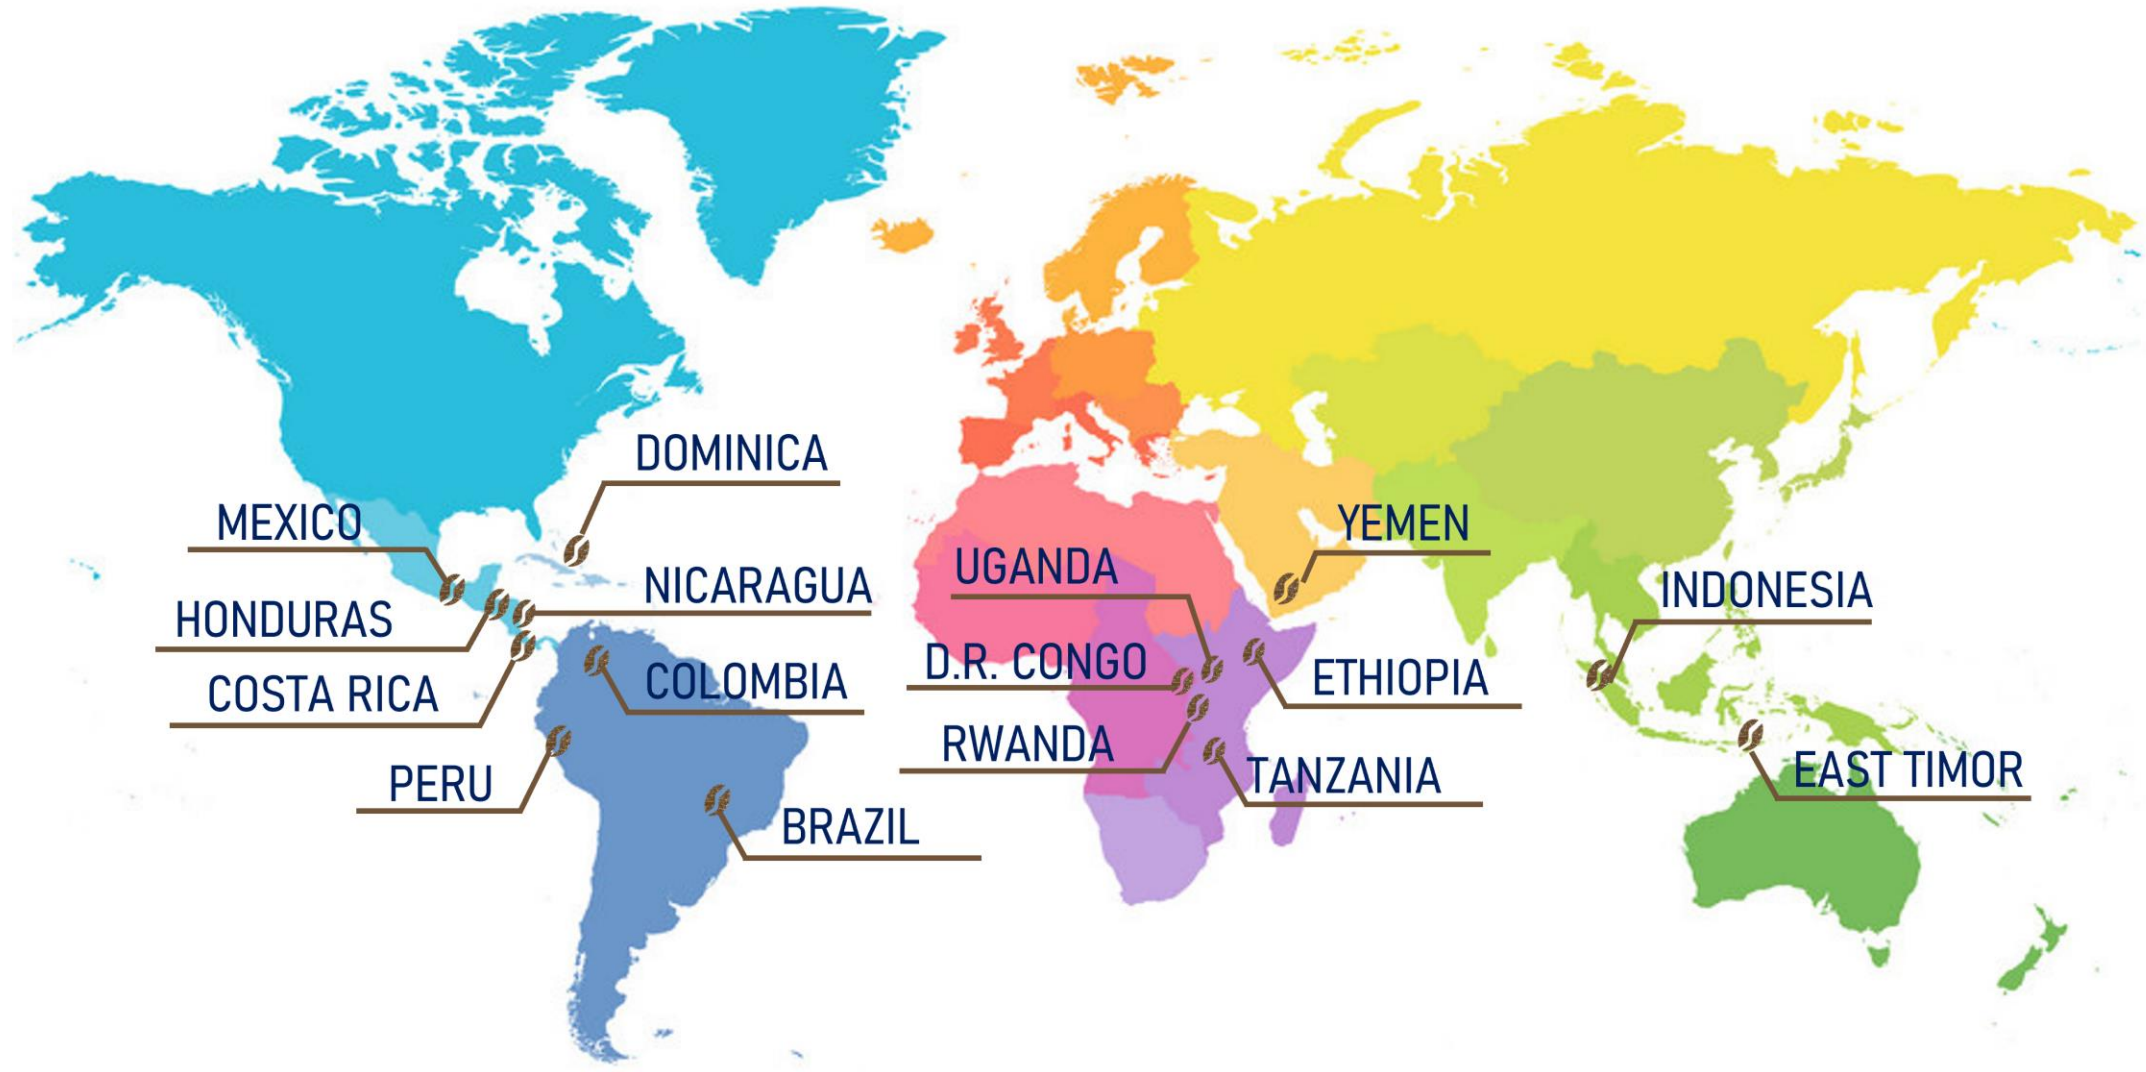 DOMINICA
MEXICO
YEMEN
UGANDA
NICARAGUA
INDONESIA
HONDURAS
D.R. CONGO
ETHIOPIA
COLOMBIA
COSTA RICA
RWANDA
EAST TIMOR
TANZANIA
PERU
BRAZIL